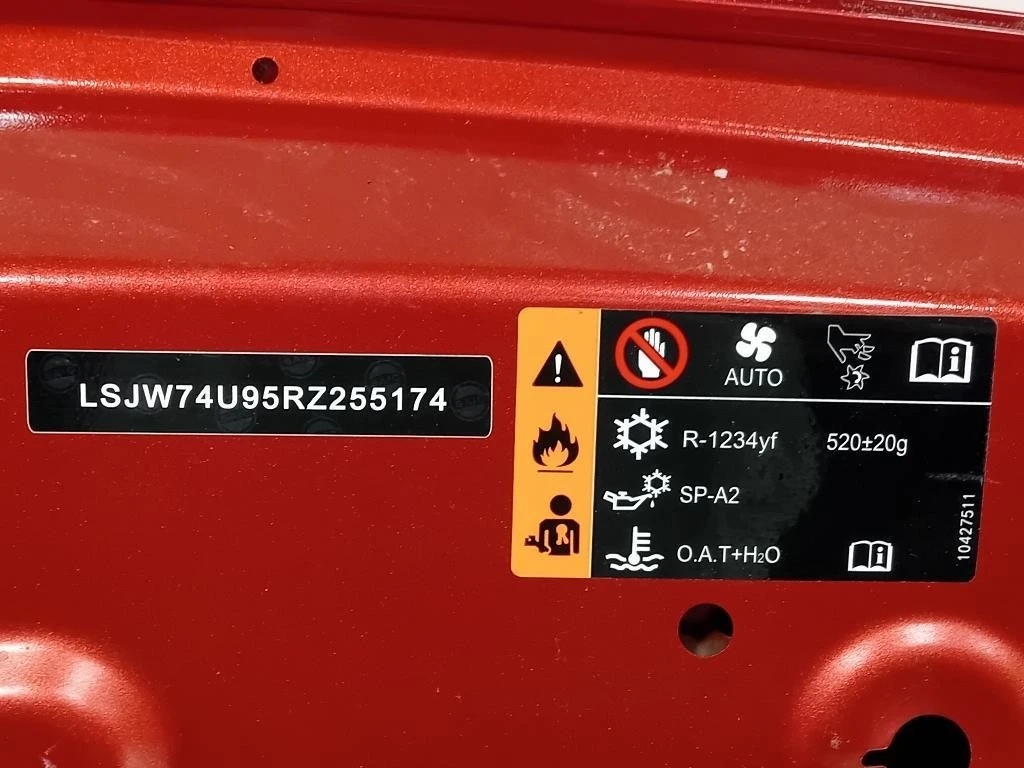 LSJW74U95RZ255174
AUTO
R-1234yf 520±20g
SP-A2
O.A.T+H₂O
10427511